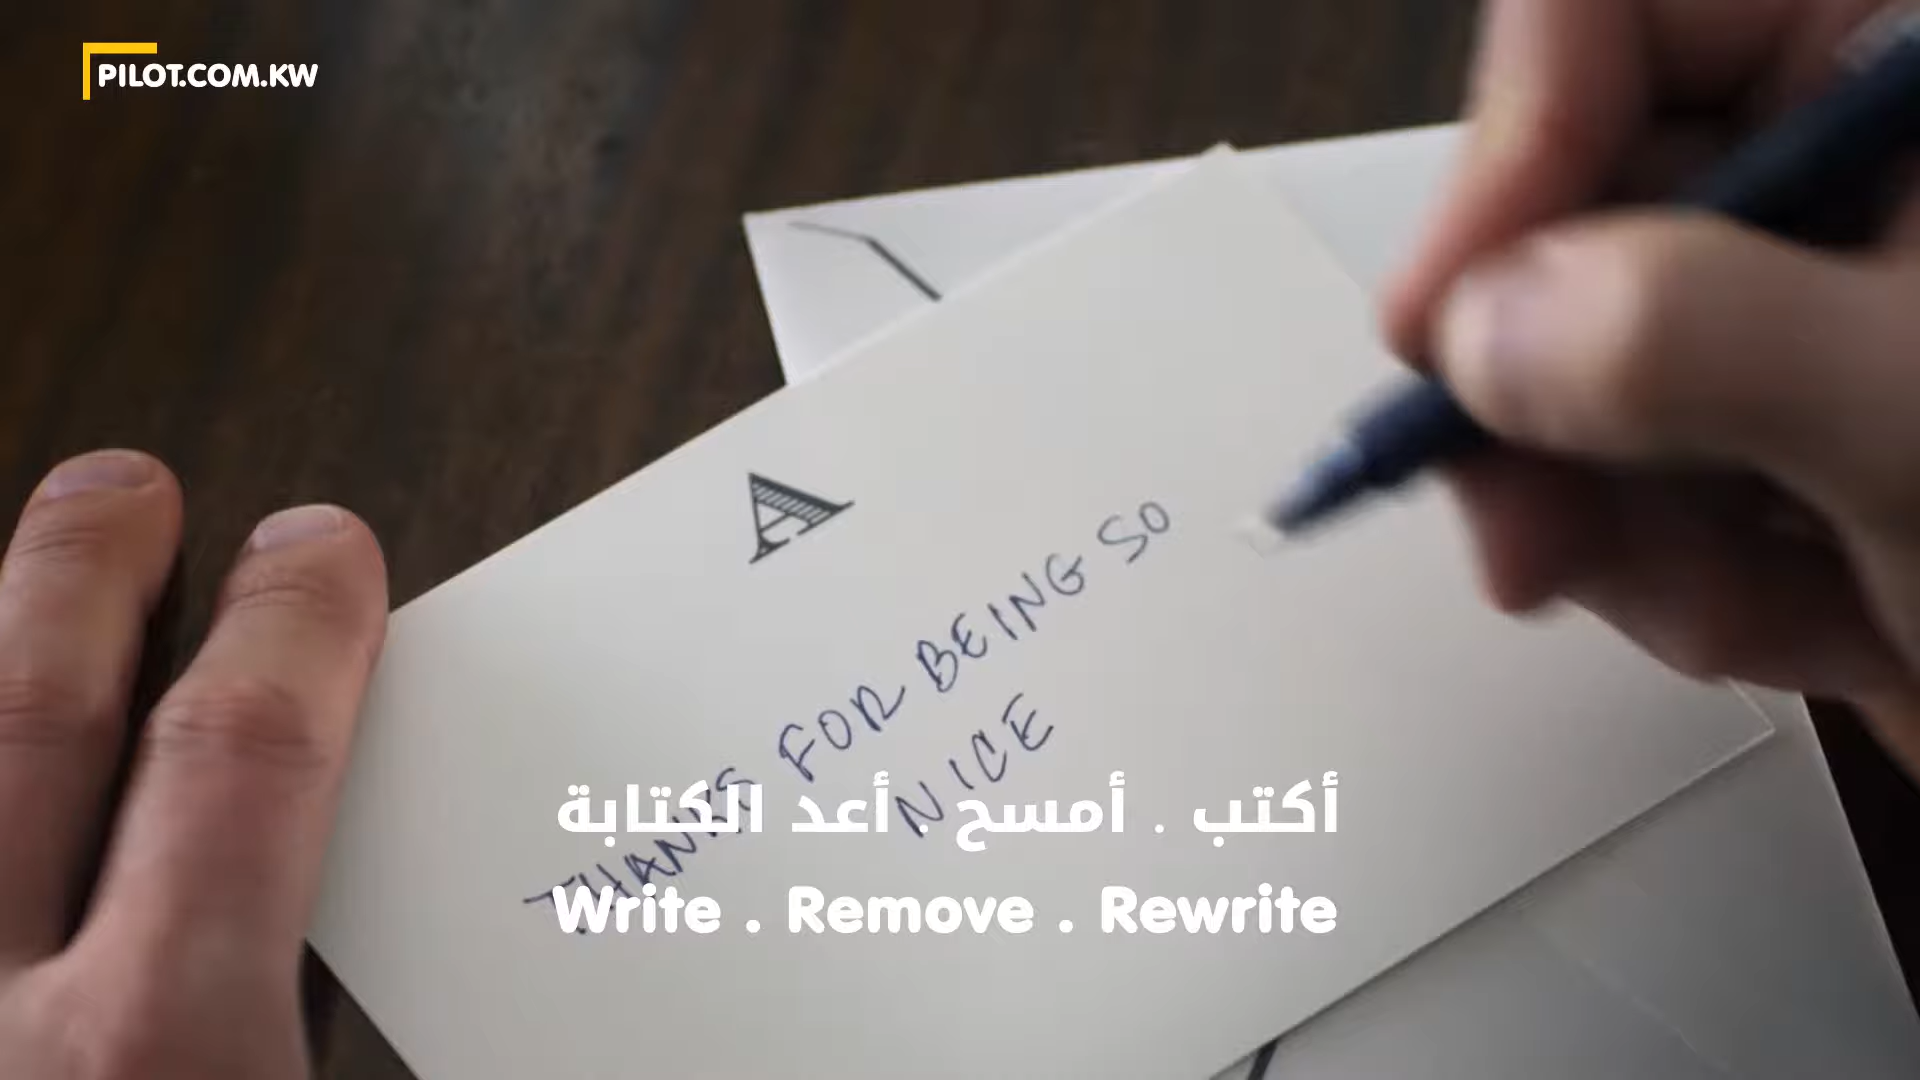 PILOT.COM.KW
A
THANKS FOR BEING SO
NICE
أكتب . أمسح . أعد الكتابة
Write . Remove . Rewrite